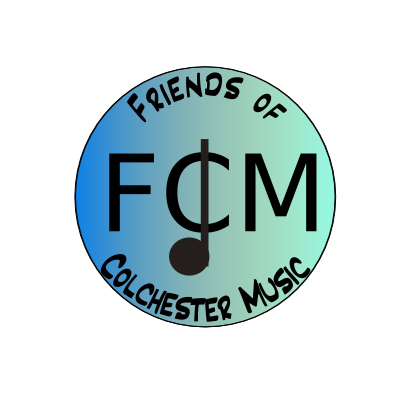 Friends of
FCM
Colchester Music